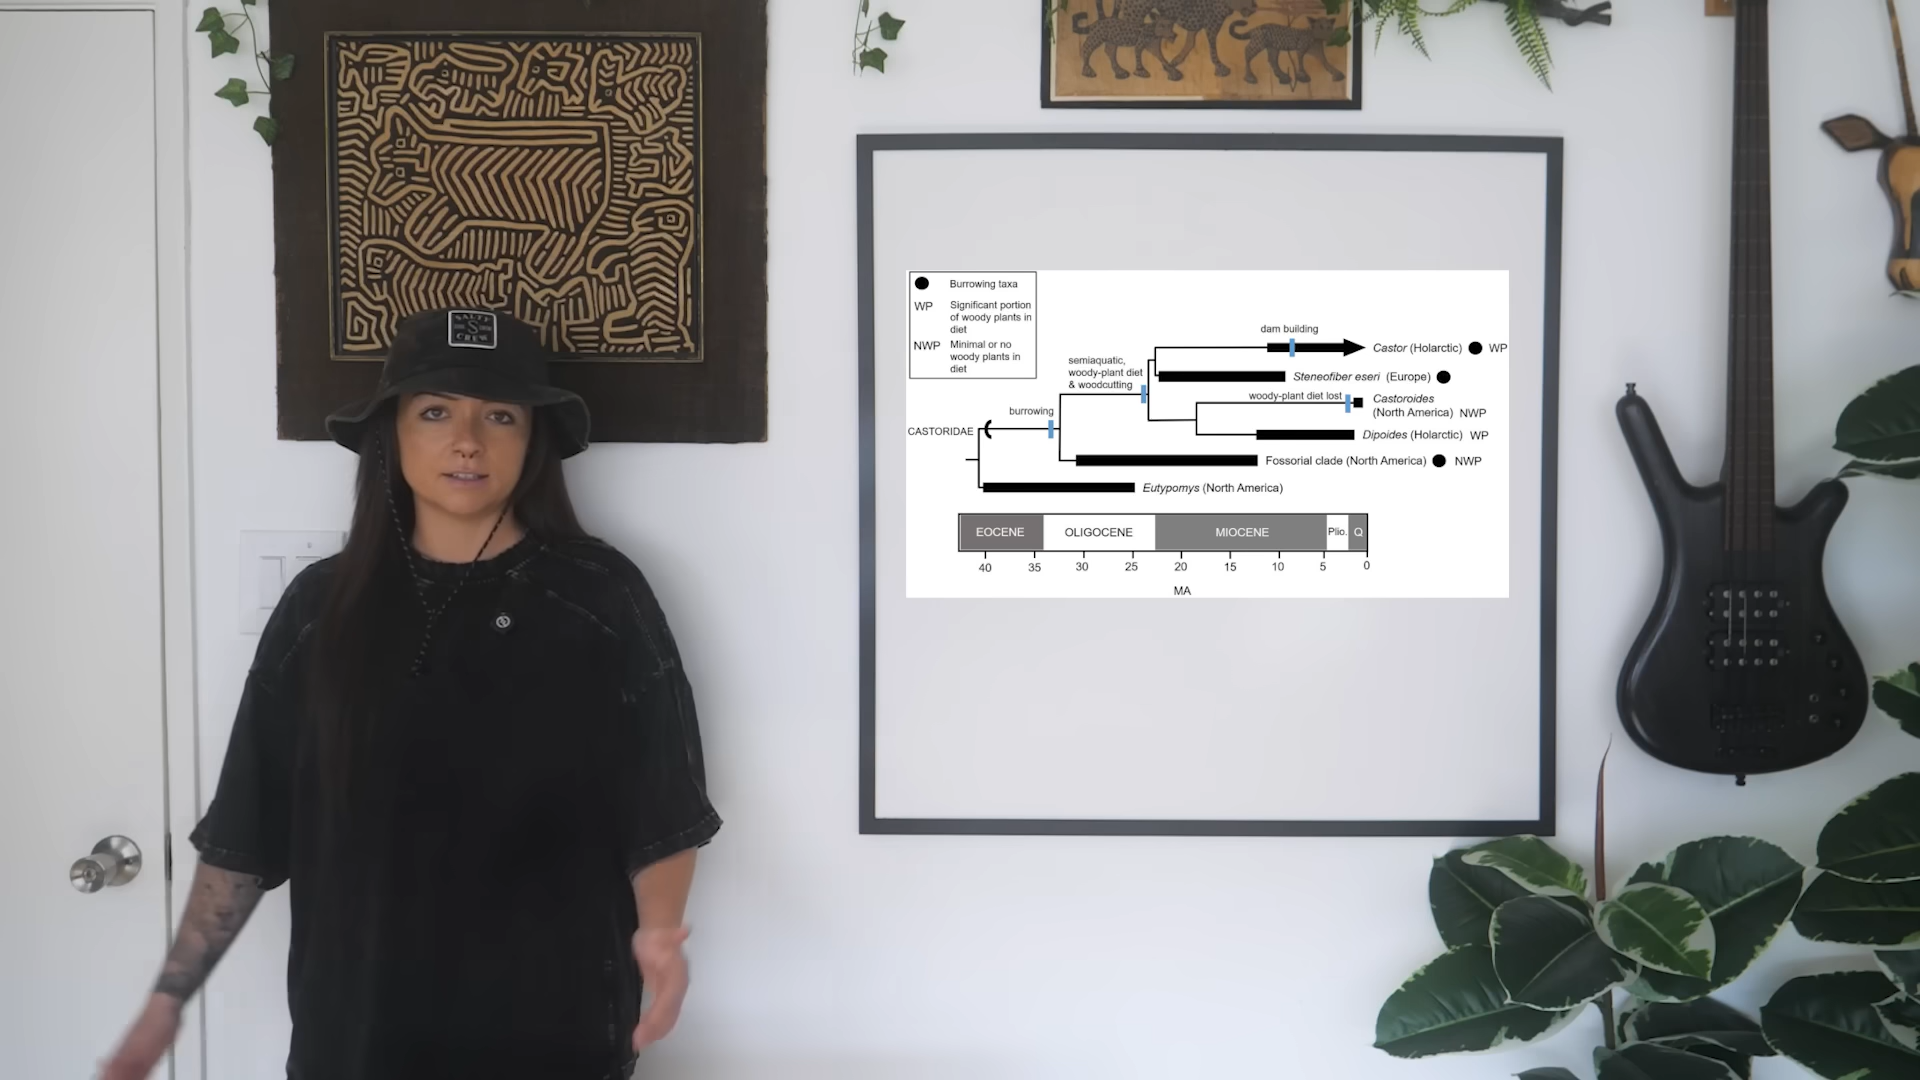 SALTY
S
CREW
Burrowing taxa
WP Significant portion
of woody plants in
diet
NWP Minimal or no
woody plants in
diet
dam building
Castor (Holarctic) WP
semiaquatic,
woody-plant diet
& woodcutting
Steneofiber eseri (Europe)
woody-plant diet lost
Castoroides
(North America) NWP
burrowing
CASTORIDAE
Dipoides (Holarctic) WP
Fossorial clade (North America) NWP
Eutypomys (North America)
EOCENE OLIGOCENE MIOCENE Plio. Q
40 35 30 25 20 15 10 5 0
MA